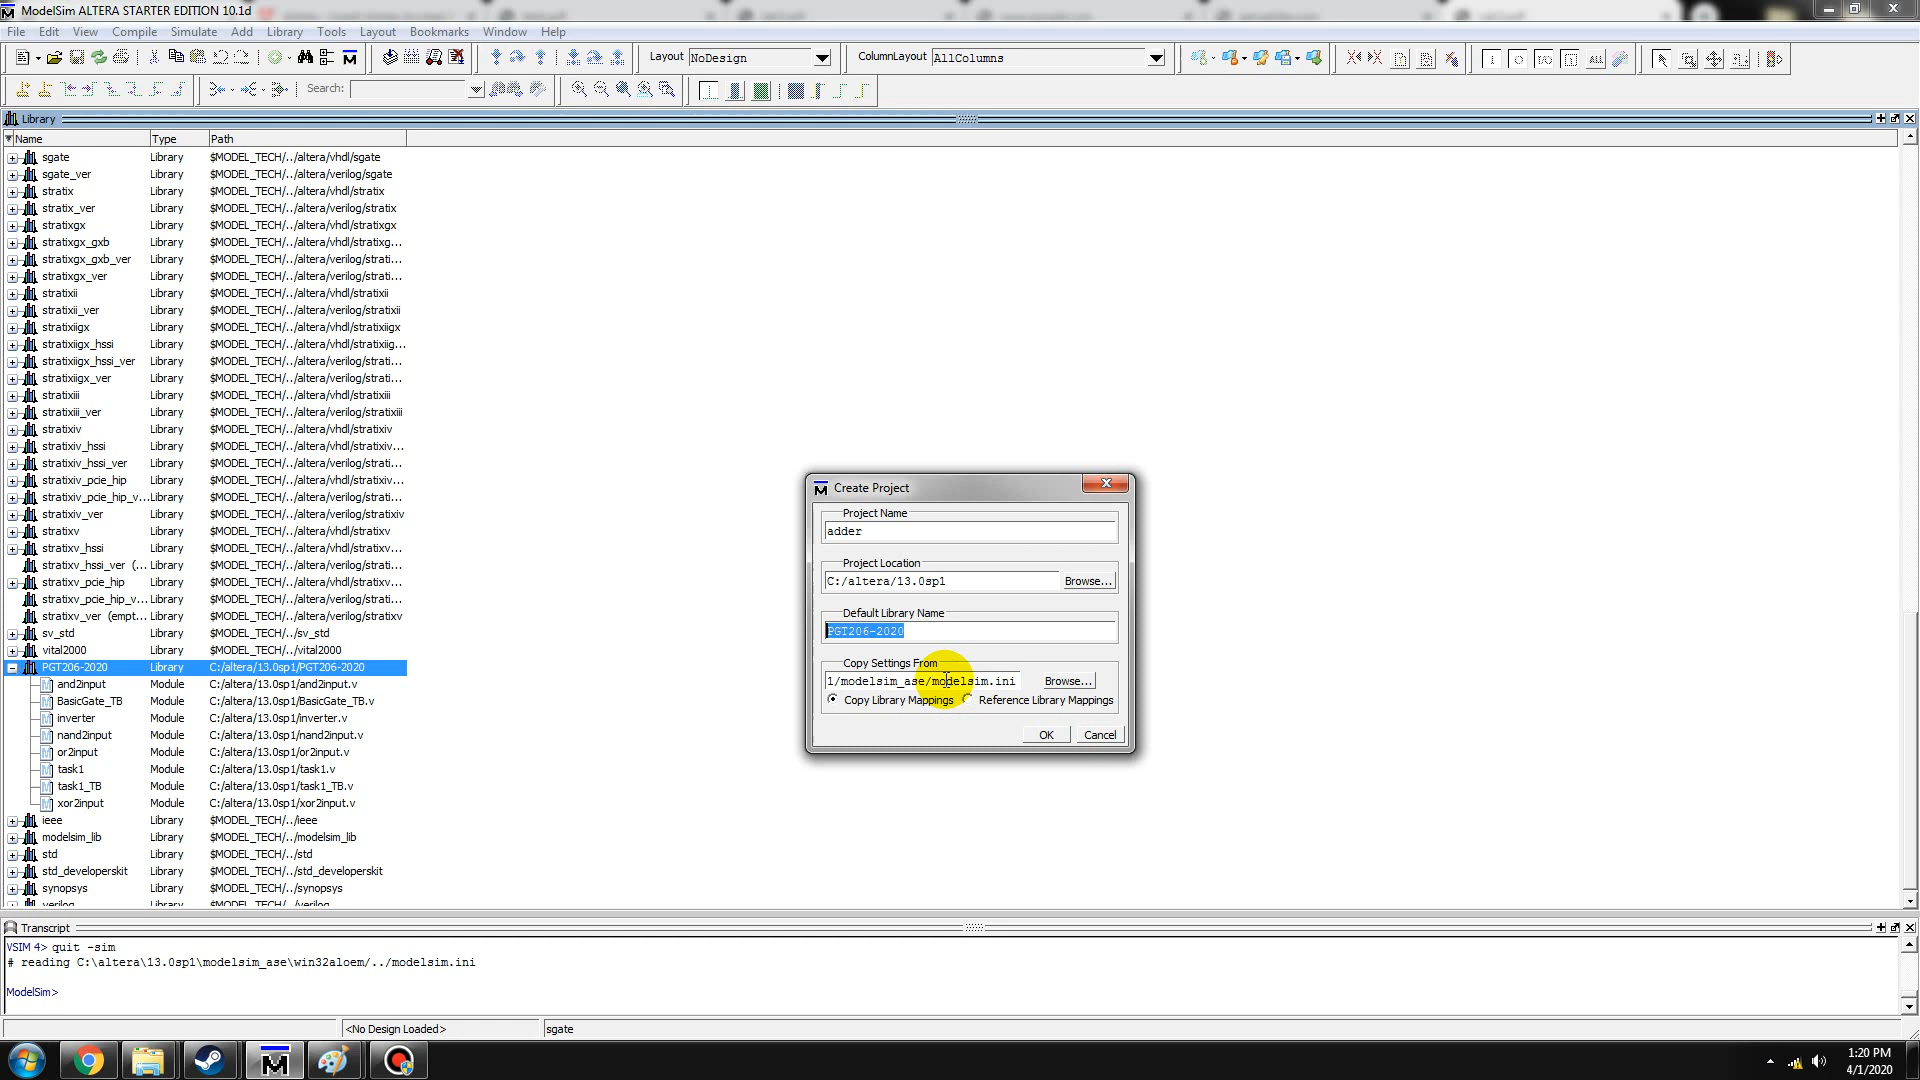 ModelSim ALTERA STARTER EDITION 10.1d
File Edit View Compile Simulate Add Library Tools Layout Bookmarks Window Help
Layout NoDesign ColumnLayout AllColumns
Search:
Library
Name Type Path
sgate Library $MODEL_TECH/../altera/vhdl/sgate
sgate_ver Library $MODEL_TECH/../altera/verilog/sgate
stratix Library $MODEL_TECH/../altera/vhdl/stratix
stratix_ver Library $MODEL_TECH/../altera/verilog/stratix
stratixgx Library $MODEL_TECH/../altera/vhdl/stratixgx
stratixgx_gxb Library $MODEL_TECH/../altera/vhdl/stratixg...
stratixgx_gxb_ver Library $MODEL_TECH/../altera/verilog/strati...
stratixgx_ver Library $MODEL_TECH/../altera/verilog/strati...
stratixii Library $MODEL_TECH/../altera/vhdl/stratixii
stratixii_ver Library $MODEL_TECH/../altera/verilog/stratixii
stratixiigx Library $MODEL_TECH/../altera/vhdl/stratixiigx
stratixiigx_hssi Library $MODEL_TECH/../altera/vhdl/stratixiig...
stratixiigx_hssi_ver Library $MODEL_TECH/../altera/verilog/strati...
stratixiigx_ver Library $MODEL_TECH/../altera/verilog/strati...
stratixiii Library $MODEL_TECH/../altera/vhdl/stratixiii
stratixiii_ver Library $MODEL_TECH/../altera/verilog/stratixiii
stratixiv Library $MODEL_TECH/../altera/vhdl/stratixiv
stratixiv_hssi Library $MODEL_TECH/../altera/vhdl/stratixiv...
stratixiv_hssi_ver Library $MODEL_TECH/../altera/verilog/strati...
stratixiv_pcie_hip Library $MODEL_TECH/../altera/vhdl/stratixiv...
stratixiv_pcie_hip_v... Library $MODEL_TECH/../altera/verilog/strati...
stratixiv_ver Library $MODEL_TECH/../altera/verilog/stratixiv
stratixv Library $MODEL_TECH/../altera/vhdl/stratixv
stratixv_hssi Library $MODEL_TECH/../altera/vhdl/stratixv...
stratixv_hssi_ver (... Library $MODEL_TECH/../altera/verilog/strati...
stratixv_pcie_hip Library $MODEL_TECH/../altera/vhdl/stratixv...
stratixv_pcie_hip_v... Library $MODEL_TECH/../altera/verilog/strati...
stratixv_ver (empt... Library $MODEL_TECH/../altera/verilog/stratixv
sv_std Library $MODEL_TECH/../sv_std
vital2000 Library $MODEL_TECH/../vital2000
PGT206-2020 Library C:/altera/13.0sp1/PGT206-2020
and2input Module C:/altera/13.0sp1/and2input.v
BasicGate_TB Module C:/altera/13.0sp1/BasicGate_TB.v
inverter Module C:/altera/13.0sp1/inverter.v
nand2input Module C:/altera/13.0sp1/nand2input.v
or2input Module C:/altera/13.0sp1/or2input.v
task1 Module C:/altera/13.0sp1/task1.v
task1_TB Module C:/altera/13.0sp1/task1_TB.v
xor2input Module C:/altera/13.0sp1/xor2input.v
ieee Library $MODEL_TECH/../ieee
modelsim_lib Library $MODEL_TECH/../modelsim_lib
std Library $MODEL_TECH/../std
std_developerskit Library $MODEL_TECH/../std_developerskit
synopsys Library $MODEL_TECH/../synopsys
verilog Library $MODEL_TECH/../verilog
Create Project
Project Name
adder
Project Location
C:/altera/13.0sp1 Browse...
Default Library Name
PGT206-2020
Copy Settings From
1/modelsim_ase/modelsim.ini Browse...
Copy Library Mappings Reference Library Mappings
OK Cancel
Transcript
VSIM 4> quit -sim
# reading C:\altera\13.0sp1\modelsim_ase\win32aloem/../modelsim.ini
ModelSim>
<No Design Loaded> sgate
1:20 PM
4/1/2020